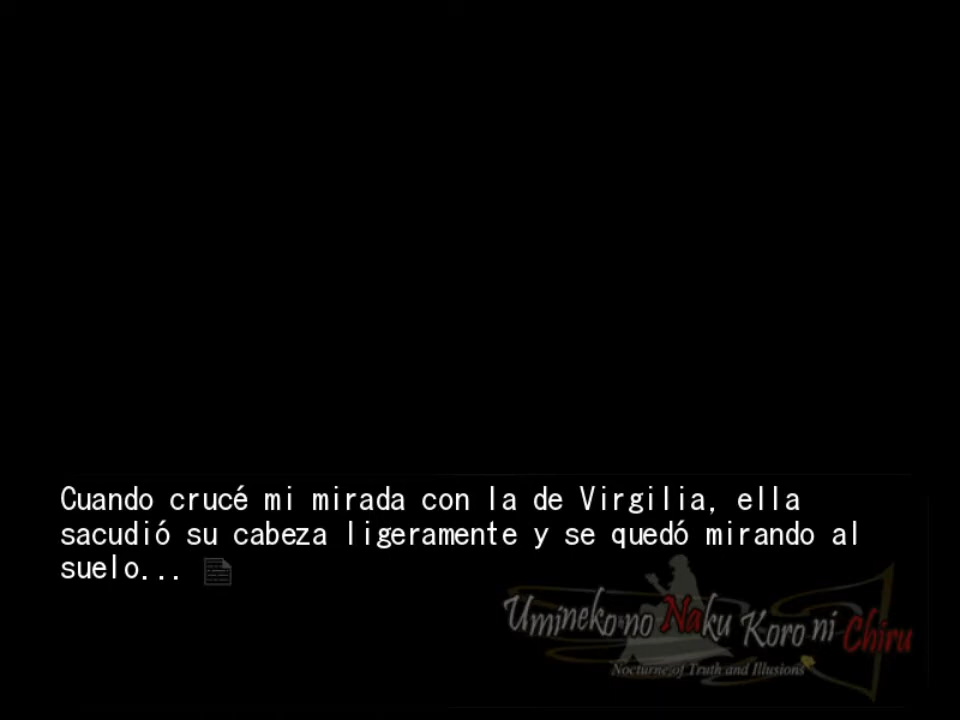 Cuando crucé mi mirada con la de Virgilia, ella
sacudió su cabeza ligeramente y se quedó mirando al
suelo...
Umineko no Naku Koro ni Chiru
Nocturne of Truth and Illusions